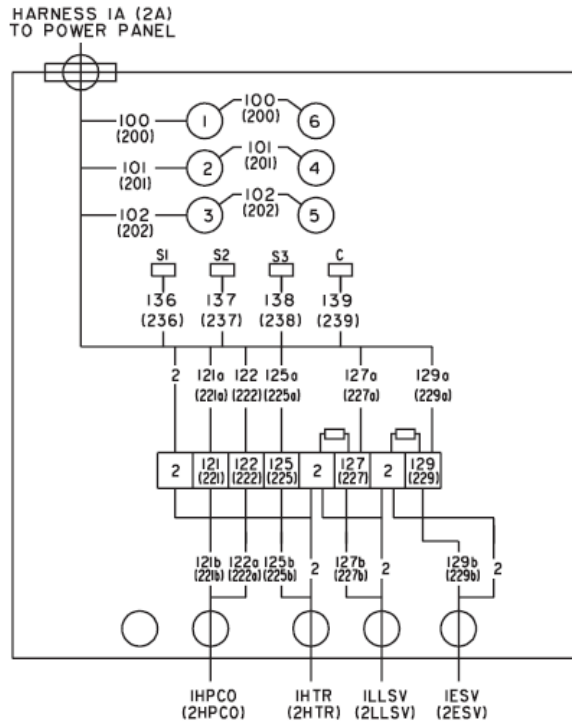 HARNESS 1A (2A)
TO POWER PANEL
100
(200)
1
100
(200)
6
101
(201)
2
101
(201)
4
102
(202)
3
102
(202)
5
S1 S2 S3 C
136 137 138 139
(236) (237) (238) (239)
2 121a 122 125a 127a 129a
(221a) (222) (225a) (227a) (229a)
2 121 122 125 2 127 2 129
(221) (222) (225) (227) (229)
121b 122a 125b 2 127b 2 129b 2
(221b) (222a) (225b) (227b) (229b)
1HPCO 1HTR 1LLSV 1ESV
(2HPCO) (2HTR) (2LLSV) (2ESV)